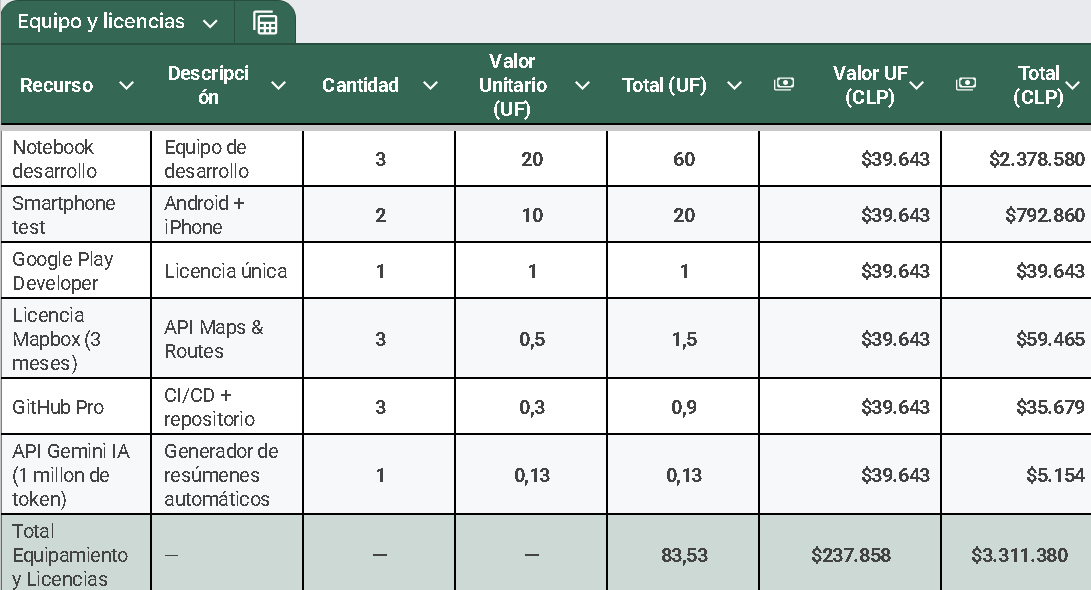 Equipo y licencias
Recurso
Descripci
ón
Cantidad
Valor
Unitario
(UF)
Total (UF)
Valor UF
(CLP)
Total
(CLP)
Notebook
desarrollo
Equipo de
desarrollo
3
20
60
$39.643
$2.378.580
Smartphone
test
Android +
iPhone
2
10
20
$39.643
$792.860
Google Play
Developer
Licencia única
1
1
1
$39.643
$39.643
Licencia
Mapbox (3
meses)
API Maps &
Routes
3
0,5
1,5
$39.643
$59.465
GitHub Pro
CI/CD +
repositorio
3
0,3
0,9
$39.643
$35.679
API Gemini IA
(1 millon de
token)
Generador de
resúmenes
automáticos
1
0,13
0,13
$39.643
$5.154
Total
Equipamiento
y Licencias
—
—
—
83,53
$237.858
$3.311.380